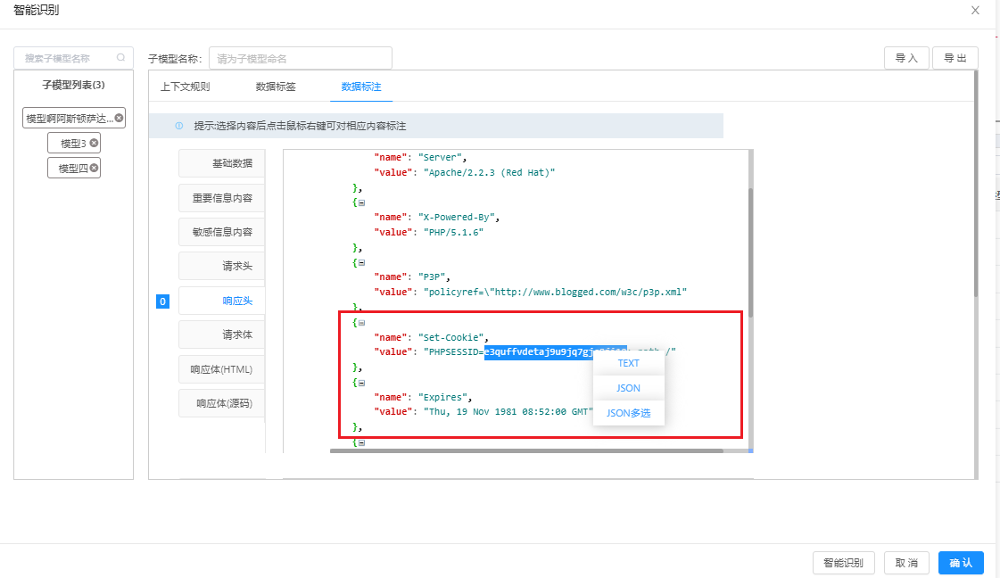 智能识别
搜索子模型名称
子模型名称:
请为子模型命名
导 入
导 出
子模型列表(3)
模型啊阿斯顿萨达...
模型3
模型四
上下文规则
数据标签
数据标注
提示:选择内容后点击鼠标右键可对相应内容标注
基础数据
重要信息内容
敏感信息内容
请求头
0
响应头
请求体
响应体(HTML)
响应体(源码)
"name": "Server",
"value": "Apache/2.2.3 (Red Hat)"
},
{
"name": "X-Powered-By",
"value": "PHP/5.1.6"
},
{
"name": "P3P",
"value": "policyref=\"http://www.blogged.com/w3c/p3p.xml"
},
{
"name": "Set-Cookie",
"value": "PHPSESSID=e3quffvdetaj9u9jq7gj
},
{
"name": "Expires",
"value": "Thu, 19 Nov 1981 08:52:00 GMT"
},
{
TEXT
JSON
JSON多选
智能识别
取 消
确 认